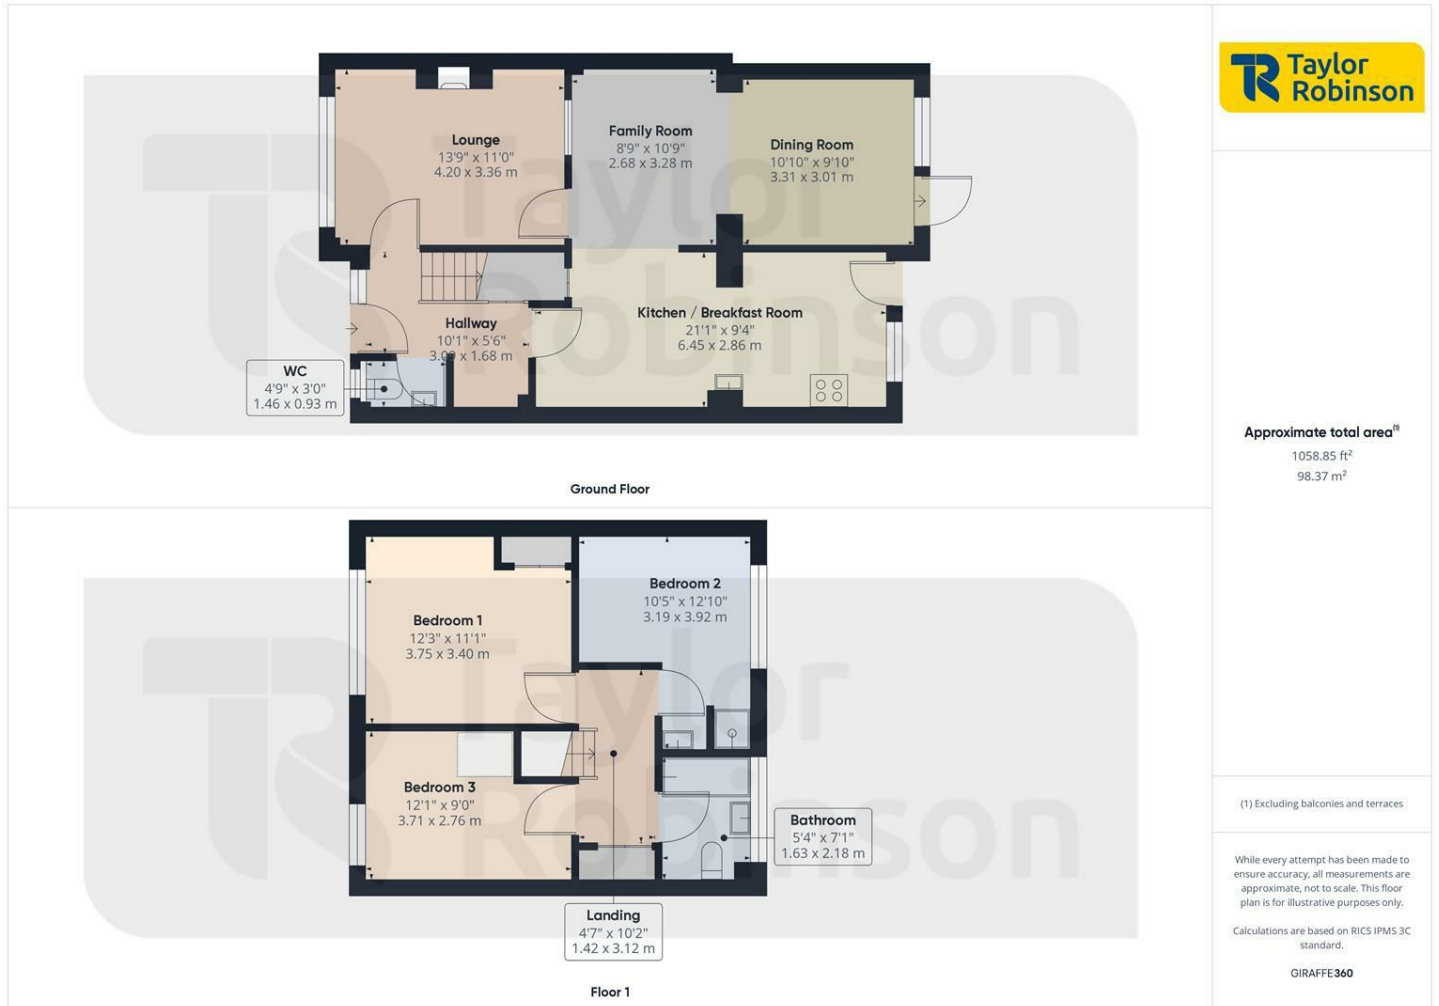 Taylor
Robinson
Lounge
13'9" x 11'0"
4.20 x 3.36 m
Family Room
8'9" x 10'9"
2.68 x 3.28 m
Dining Room
10'10" x 9'10"
3.31 x 3.01 m
Kitchen / Breakfast Room
21'1" x 9'4"
6.45 x 2.86 m
Hallway
10'1" x 5'6"
3.09 x 1.68 m
WC
4'9" x 3'0"
1.46 x 0.93 m
Taylor
Robinson
Ground Floor
Approximate total area(1)
1058.85 ft²
98.37 m²
Bedroom 1
12'3" x 11'1"
3.75 x 3.40 m
Bedroom 2
10'5" x 12'10"
3.19 x 3.92 m
Bedroom 3
12'1" x 9'0"
3.71 x 2.76 m
Bathroom
5'4" x 7'1"
1.63 x 2.18 m
Landing
4'7" x 10'2"
1.42 x 3.12 m
Taylor
Robinson
Floor 1
(1) Excluding balconies and terraces
While every attempt has been made to
ensure accuracy, all measurements are
approximate, not to scale. This floor
plan is for illustrative purposes only.
Calculations are based on RICS IPMS 3C
standard.
GIRAFFE360